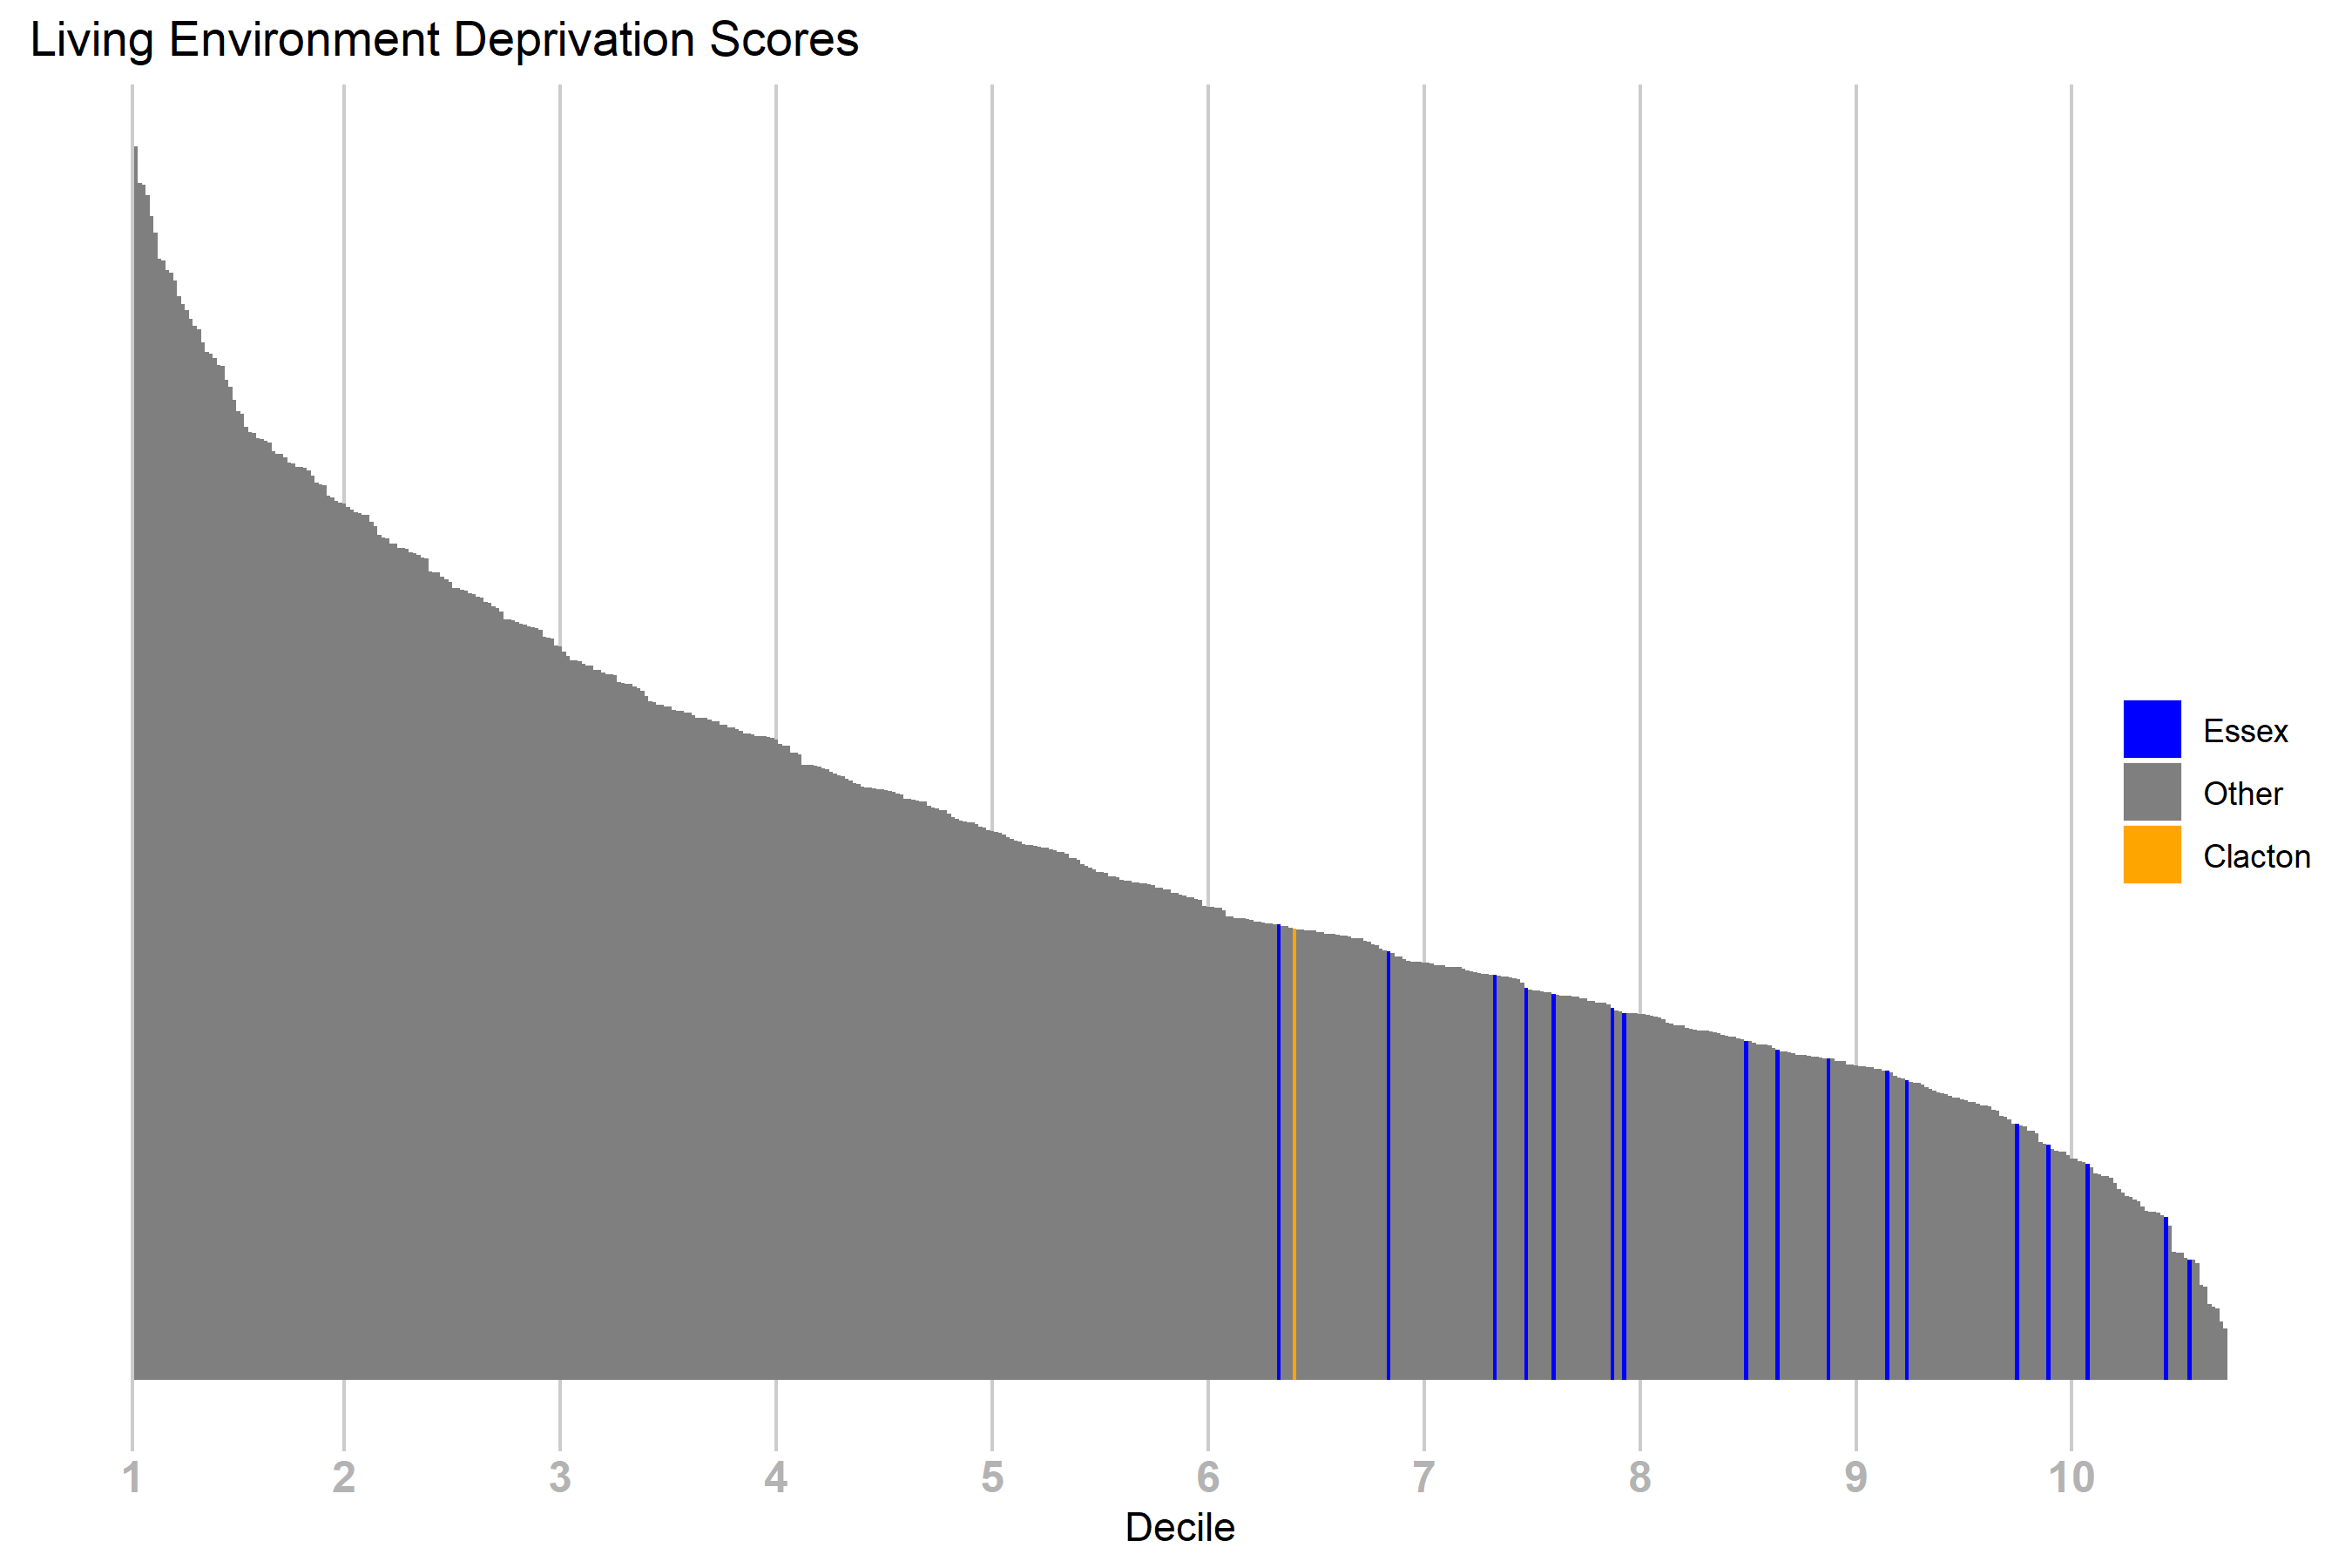 Living Environment Deprivation Scores
Essex
Other
Clacton
1 2 3 4 5 6 7 8 9 10
Decile